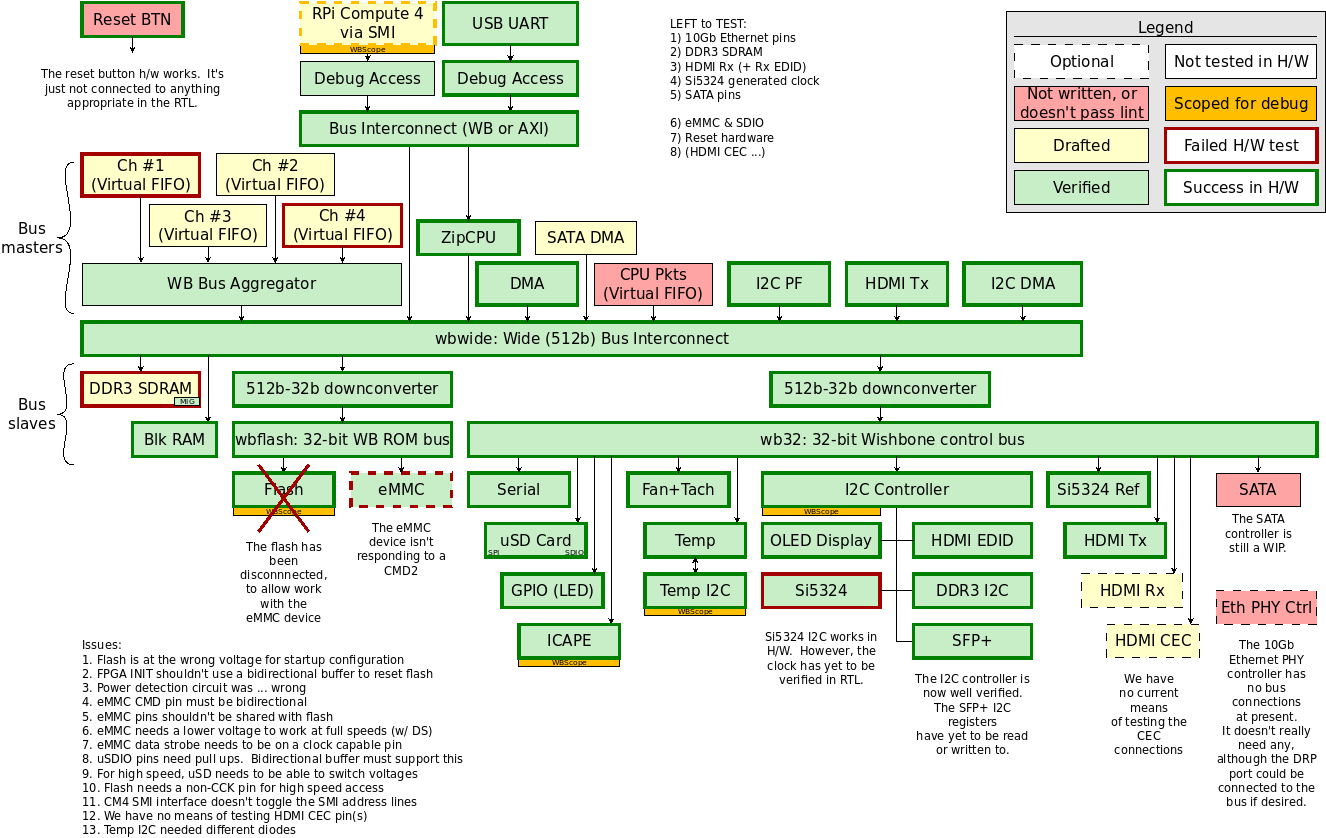 Reset BTN
The reset button h/w works.  It's
just not connected to anything
appropriate in the RTL.
RPi Compute 4
via SMI
WBScope
USB UART
Debug Access
Debug Access
Bus Interconnect (WB or AXI)
LEFT to TEST:
1) 10Gb Ethernet pins
2) DDR3 SDRAM
3) HDMI Rx (+ Rx EDID)
4) Si5324 generated clock
5) SATA pins
6) eMMC & SDIO
7) Reset hardware
8) (HDMI CEC ...)
Legend
Optional
Not tested in H/W
Not written, or
doesn't pass lint
Scoped for debug
Drafted
Failed H/W test
Verified
Success in H/W
Bus
masters
Ch #1
(Virtual FIFO)
Ch #2
(Virtual FIFO)
Ch #3
(Virtual FIFO)
Ch #4
(Virtual FIFO)
WB Bus Aggregator
ZipCPU
SATA DMA
DMA
CPU Pkts
(Virtual FIFO)
I2C PF
HDMI Tx
I2C DMA
wbwide: Wide (512b) Bus Interconnect
Bus
slaves
DDR3 SDRAM
MIG
512b-32b downconverter
512b-32b downconverter
Blk RAM
wbflash: 32-bit WB ROM bus
wb32: 32-bit Wishbone control bus
Flash
WBScope
The flash has
been
disconnnected,
to allow work
with the
eMMC device
eMMC
The eMMC
device isn't
responding to a
CMD2
Serial
uSD Card
SPI
SDIO
GPIO (LED)
ICAPE
WBScope
Fan+Tach
Temp
Temp I2C
WBScope
I2C Controller
WBScope
OLED Display
HDMI EDID
Si5324
DDR3 I2C
SFP+
Si5324 I2C works in
H/W.  However, the
clock has yet to be
verified in RTL.
The I2C controller is
now well verified.
The SFP+ I2C
registers
have yet to be read
or written to.
Si5324 Ref
HDMI Tx
HDMI Rx
HDMI CEC
We have
no current
means
of testing the
CEC
connections
SATA
The SATA
controller is
still a WIP.
Eth PHY Ctrl
The 10Gb
Ethernet PHY
controller has
no bus
connections
at present.
It doesn't really
need any,
although the DRP
port could be
connected to the
bus if desired.
Issues:
1. Flash is at the wrong voltage for startup configuration
2. FPGA INIT shouldn't use a bidirectional buffer to reset flash
3. Power detection circuit was ... wrong
4. eMMC CMD pin must be bidirectional
5. eMMC pins shouldn't be shared with flash
6. eMMC needs a lower voltage to work at full speeds (w/ DS)
7. eMMC data strobe needs to be on a clock capable pin
8. uSDIO pins need pull ups.  Bidirectional buffer must support this
9. For high speed, uSD needs to be able to switch voltages
10. Flash needs a non-CCK pin for high speed access
11. CM4 SMI interface doesn't toggle the SMI address lines
12. We have no means of testing HDMI CEC pin(s)
13. Temp I2C needed different diodes